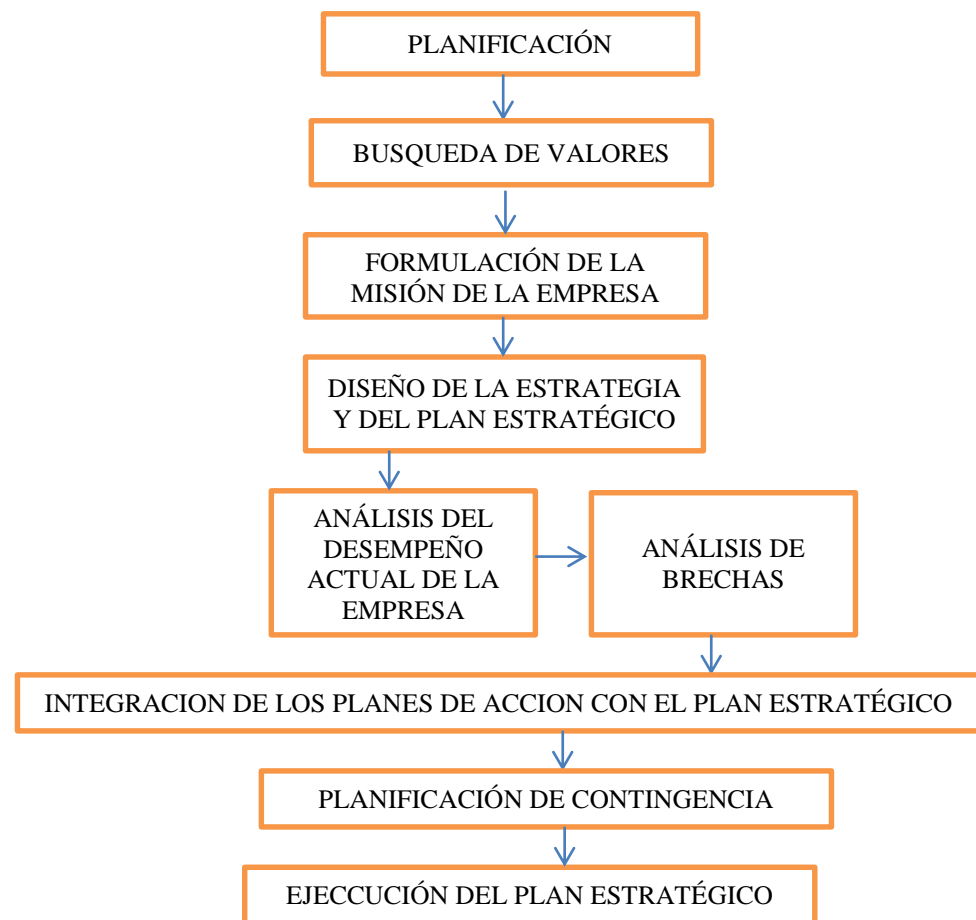 PLANIFICACIÓN
BUSQUEDA DE VALORES
FORMULACIÓN DE LA
MISIÓN DE LA EMPRESA
DISEÑO DE LA ESTRATEGIA
Y DEL PLAN ESTRATÉGICO
ANÁLISIS DEL
DESEMPEÑO
ACTUAL DE LA
EMPRESA
ANÁLISIS DE
BRECHAS
INTEGRACION DE LOS PLANES DE ACCION CON EL PLAN ESTRATÉGICO
PLANIFICACIÓN DE CONTINGENCIA
EJECCUCIÓN DEL PLAN ESTRATÉGICO